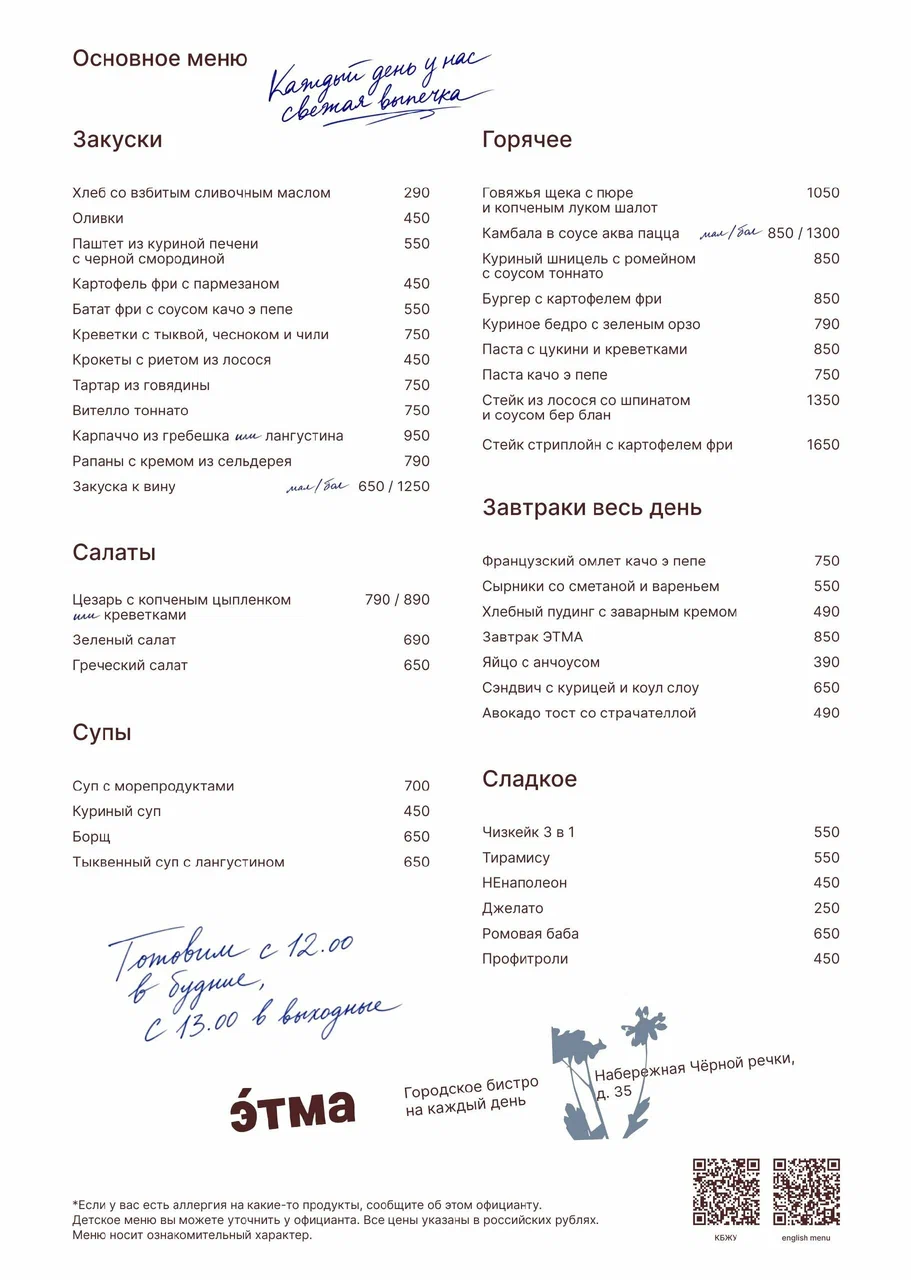 Основное меню
Каждый день у нас
свежая выпечка
Закуски
Хлеб со взбитым сливочным маслом 290
Оливки 450
Паштет из куриной печени 550
с черной смородиной
Картофель фри с пармезаном 450
Батат фри с соусом качо э пепе 550
Креветки с тыквой, чесноком и чили 750
Крокеты с риетом из лосося 450
Тартар из говядины 750
Вителло тоннато 750
Карпаччо из гребешка или лангустина 950
Рапаны с кремом из сельдерея 790
Закуска к вину мал/бол 650 / 1250
Салаты
Цезарь с копченым цыпленком 790 / 890
или креветками
Зеленый салат 690
Греческий салат 650
Супы
Суп с морепродуктами 700
Куриный суп 450
Борщ 650
Тыквенный суп с лангустином 650
Готовим с 12.00
в будние,
с 13.00 в выходные
Горячее
Говяжья щека с пюре 1050
и копченым луком шалот
Камбала в соусе аква пацца мал/бол 850 / 1300
Куриный шницель с ромейном 850
с соусом тоннато
Бургер с картофелем фри 850
Куриное бедро с зеленым орзо 790
Паста с цукини и креветками 850
Паста качо э пепе 750
Стейк из лосося со шпинатом 1350
и соусом бер блан
Стейк стриплойн с картофелем фри 1650
Завтраки весь день
Французский омлет качо э пепе 750
Сырники со сметаной и вареньем 550
Хлебный пудинг с заварным кремом 490
Завтрак ЭТМА 850
Яйцо с анчоусом 390
Сэндвич с курицей и коул слоу 650
Авокадо тост со страчателлой 490
Сладкое
Чизкейк 3 в 1 550
Тирамису 550
НЕнаполеон 450
Джелато 250
Ромовая баба 650
Профитроли 450
э́тма
Городское бистро
на каждый день
Набережная Чёрной речки,
д. 35
*Если у вас есть аллергия на какие-то продукты, сообщите об этом официанту.
Детское меню вы можете уточнить у официанта. Все цены указаны в российских рублях.
Меню носит ознакомительный характер.
КБЖУ
english menu